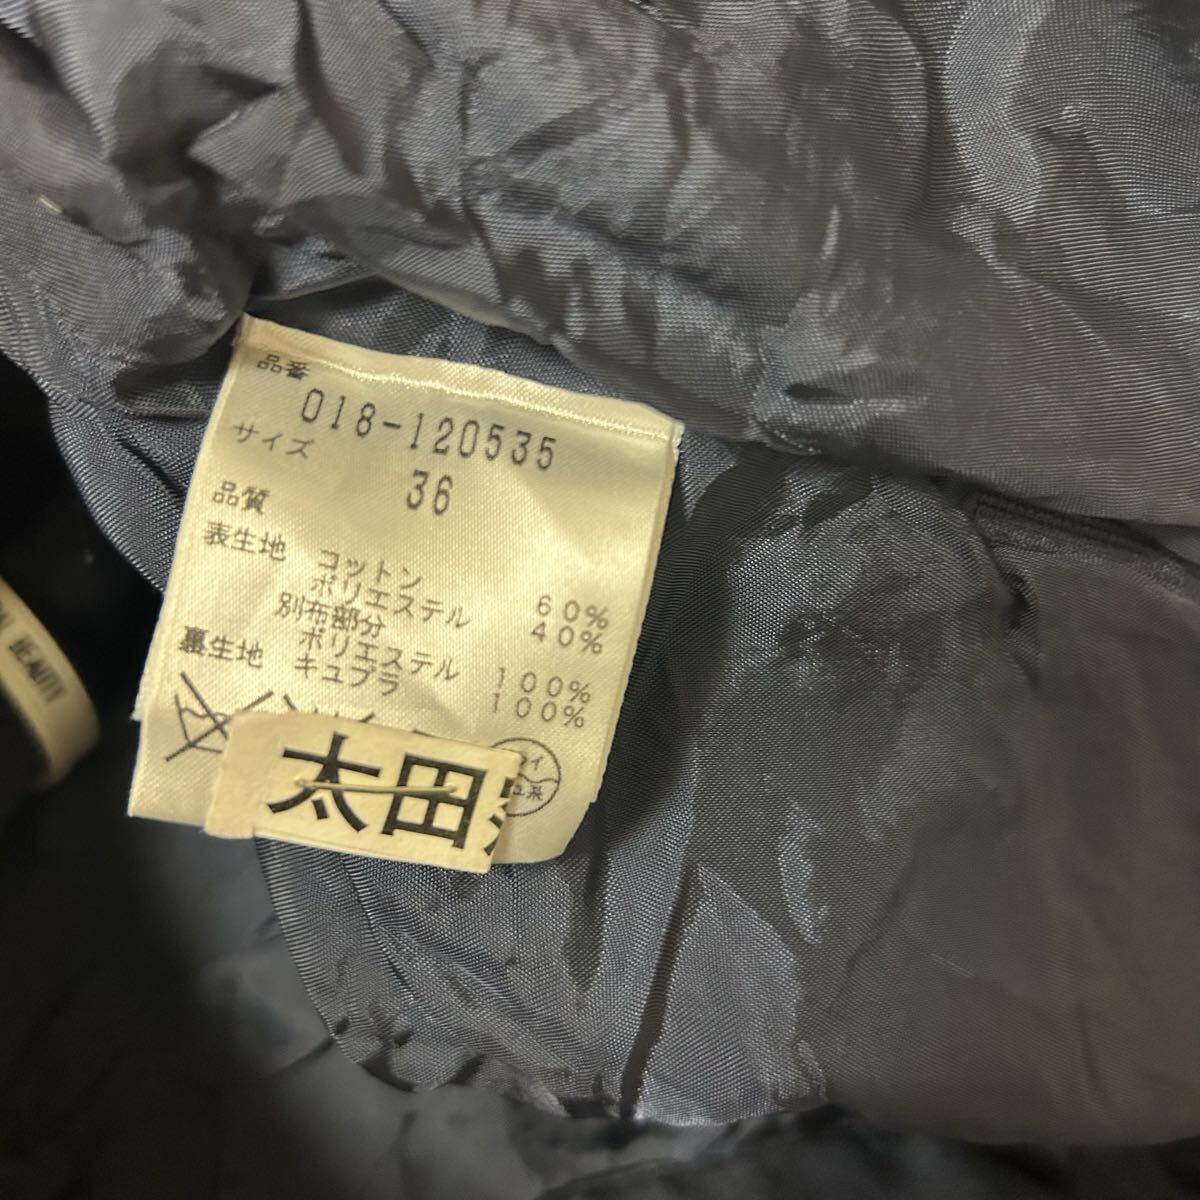 品番
018-120535
サイズ
36
品質
表生地 コットン 60%
ポリエステル 40%
別布部分
ポリエステル 100%
裏生地 キュプラ 100%
太田
BEAUTY